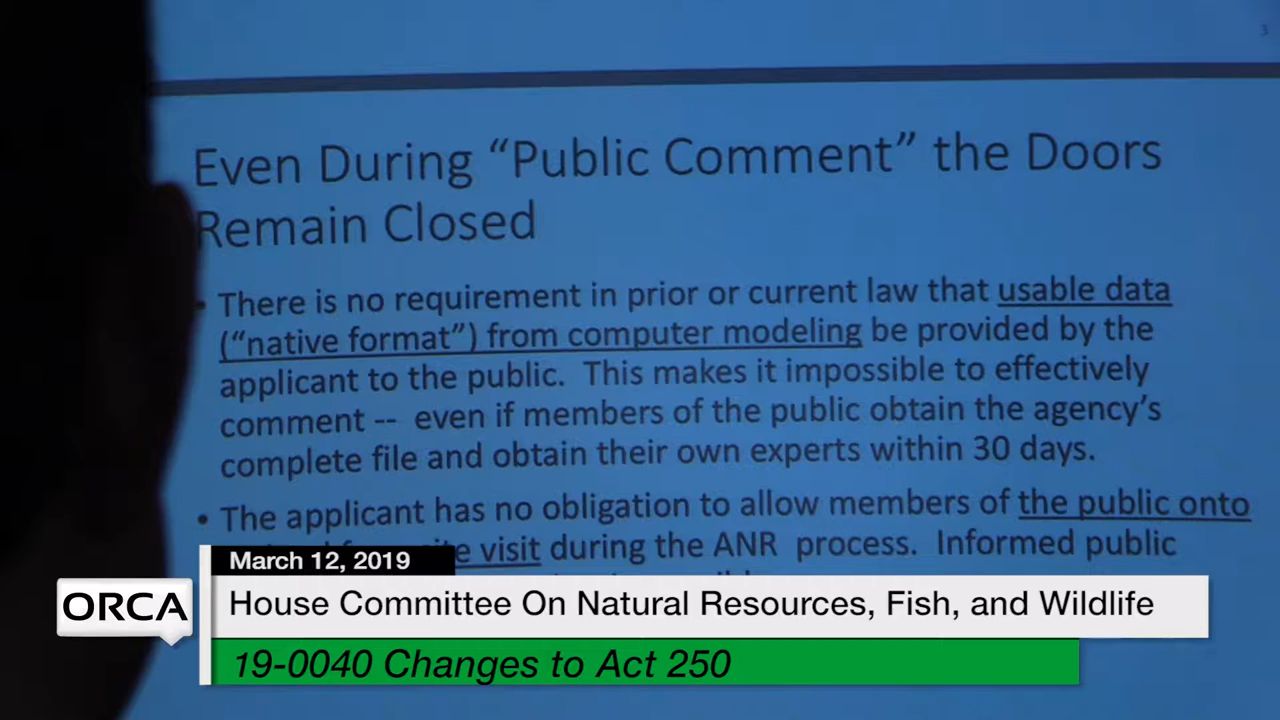 3
Even During “Public Comment” the Doors
Remain Closed
• There is no requirement in prior or current law that usable data
(“native format”) from computer modeling be provided by the
applicant to the public. This makes it impossible to effectively
comment -- even if members of the public obtain the agency’s
complete file and obtain their own experts within 30 days.
• The applicant has no obligation to allow members of the public onto
visit during the ANR process. Informed public
March 12, 2019
ORCA
House Committee On Natural Resources, Fish, and Wildlife
19-0040 Changes to Act 250